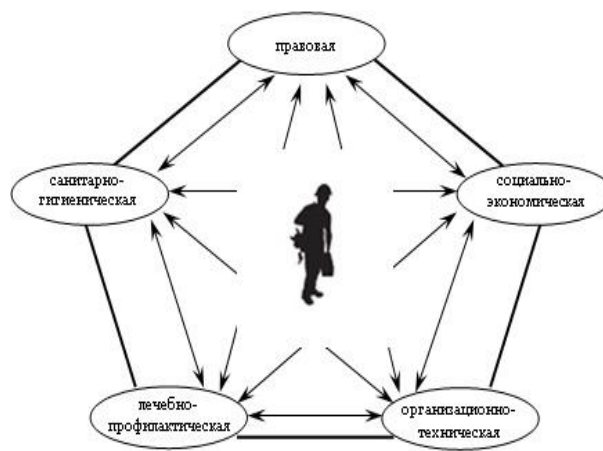 правовая
санитарно-
гигиеническая
социально-
экономическая
лечебно-
профилактическая
организационно-
техническая